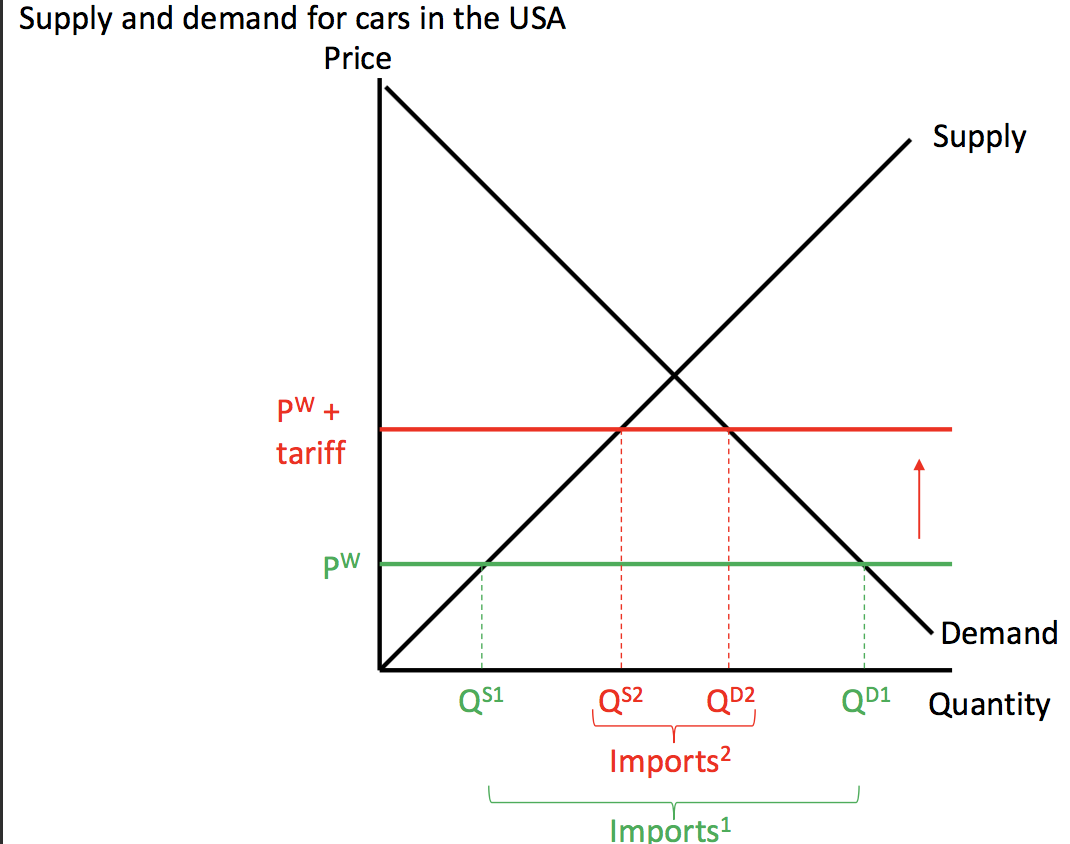 Supply and demand for cars in the USA
Price
Supply
Pᵂ +
tariff
Pᵂ
Demand
Qˢ¹
Qˢ²
Qᴰ²
Qᴰ¹
Quantity
Imports²
Imports¹